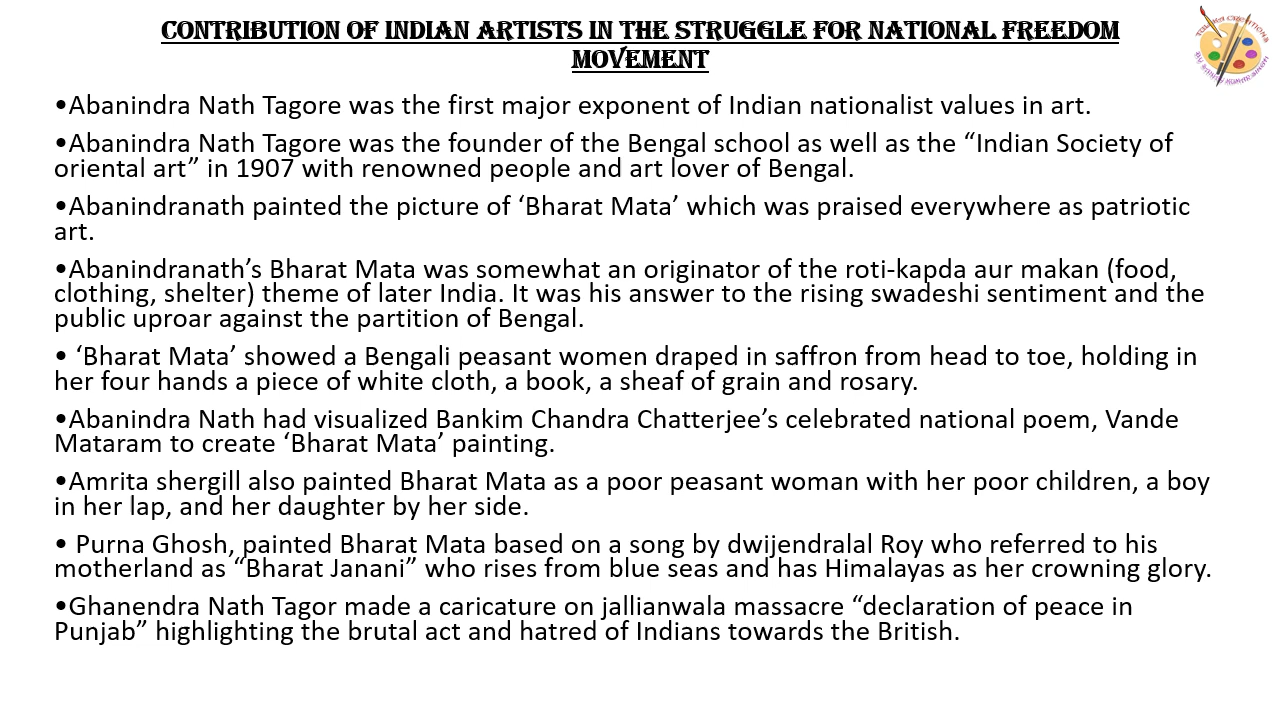 CONTRIBUTION OF INDIAN ARTISTS IN THE STRUGGLE FOR NATIONAL FREEDOM
MOVEMENT
•Abanindra Nath Tagore was the first major exponent of Indian nationalist values in art.
•Abanindra Nath Tagore was the founder of the Bengal school as well as the “Indian Society of
oriental art” in 1907 with renowned people and art lover of Bengal.
•Abanindranath painted the picture of ‘Bharat Mata’ which was praised everywhere as patriotic
art.
•Abanindranath’s Bharat Mata was somewhat an originator of the roti-kapda aur makan (food,
clothing, shelter) theme of later India. It was his answer to the rising swadeshi sentiment and the
public uproar against the partition of Bengal.
• ‘Bharat Mata’ showed a Bengali peasant women draped in saffron from head to toe, holding in
her four hands a piece of white cloth, a book, a sheaf of grain and rosary.
•Abanindra Nath had visualized Bankim Chandra Chatterjee’s celebrated national poem, Vande
Mataram to create ‘Bharat Mata’ painting.
•Amrita shergill also painted Bharat Mata as a poor peasant woman with her poor children, a boy
in her lap, and her daughter by her side.
• Purna Ghosh, painted Bharat Mata based on a song by dwijendralal Roy who referred to his
motherland as “Bharat Janani” who rises from blue seas and has Himalayas as her crowning glory.
•Ghanendra Nath Tagor made a caricature on jallianwala massacre “declaration of peace in
Punjab” highlighting the brutal act and hatred of Indians towards the British.